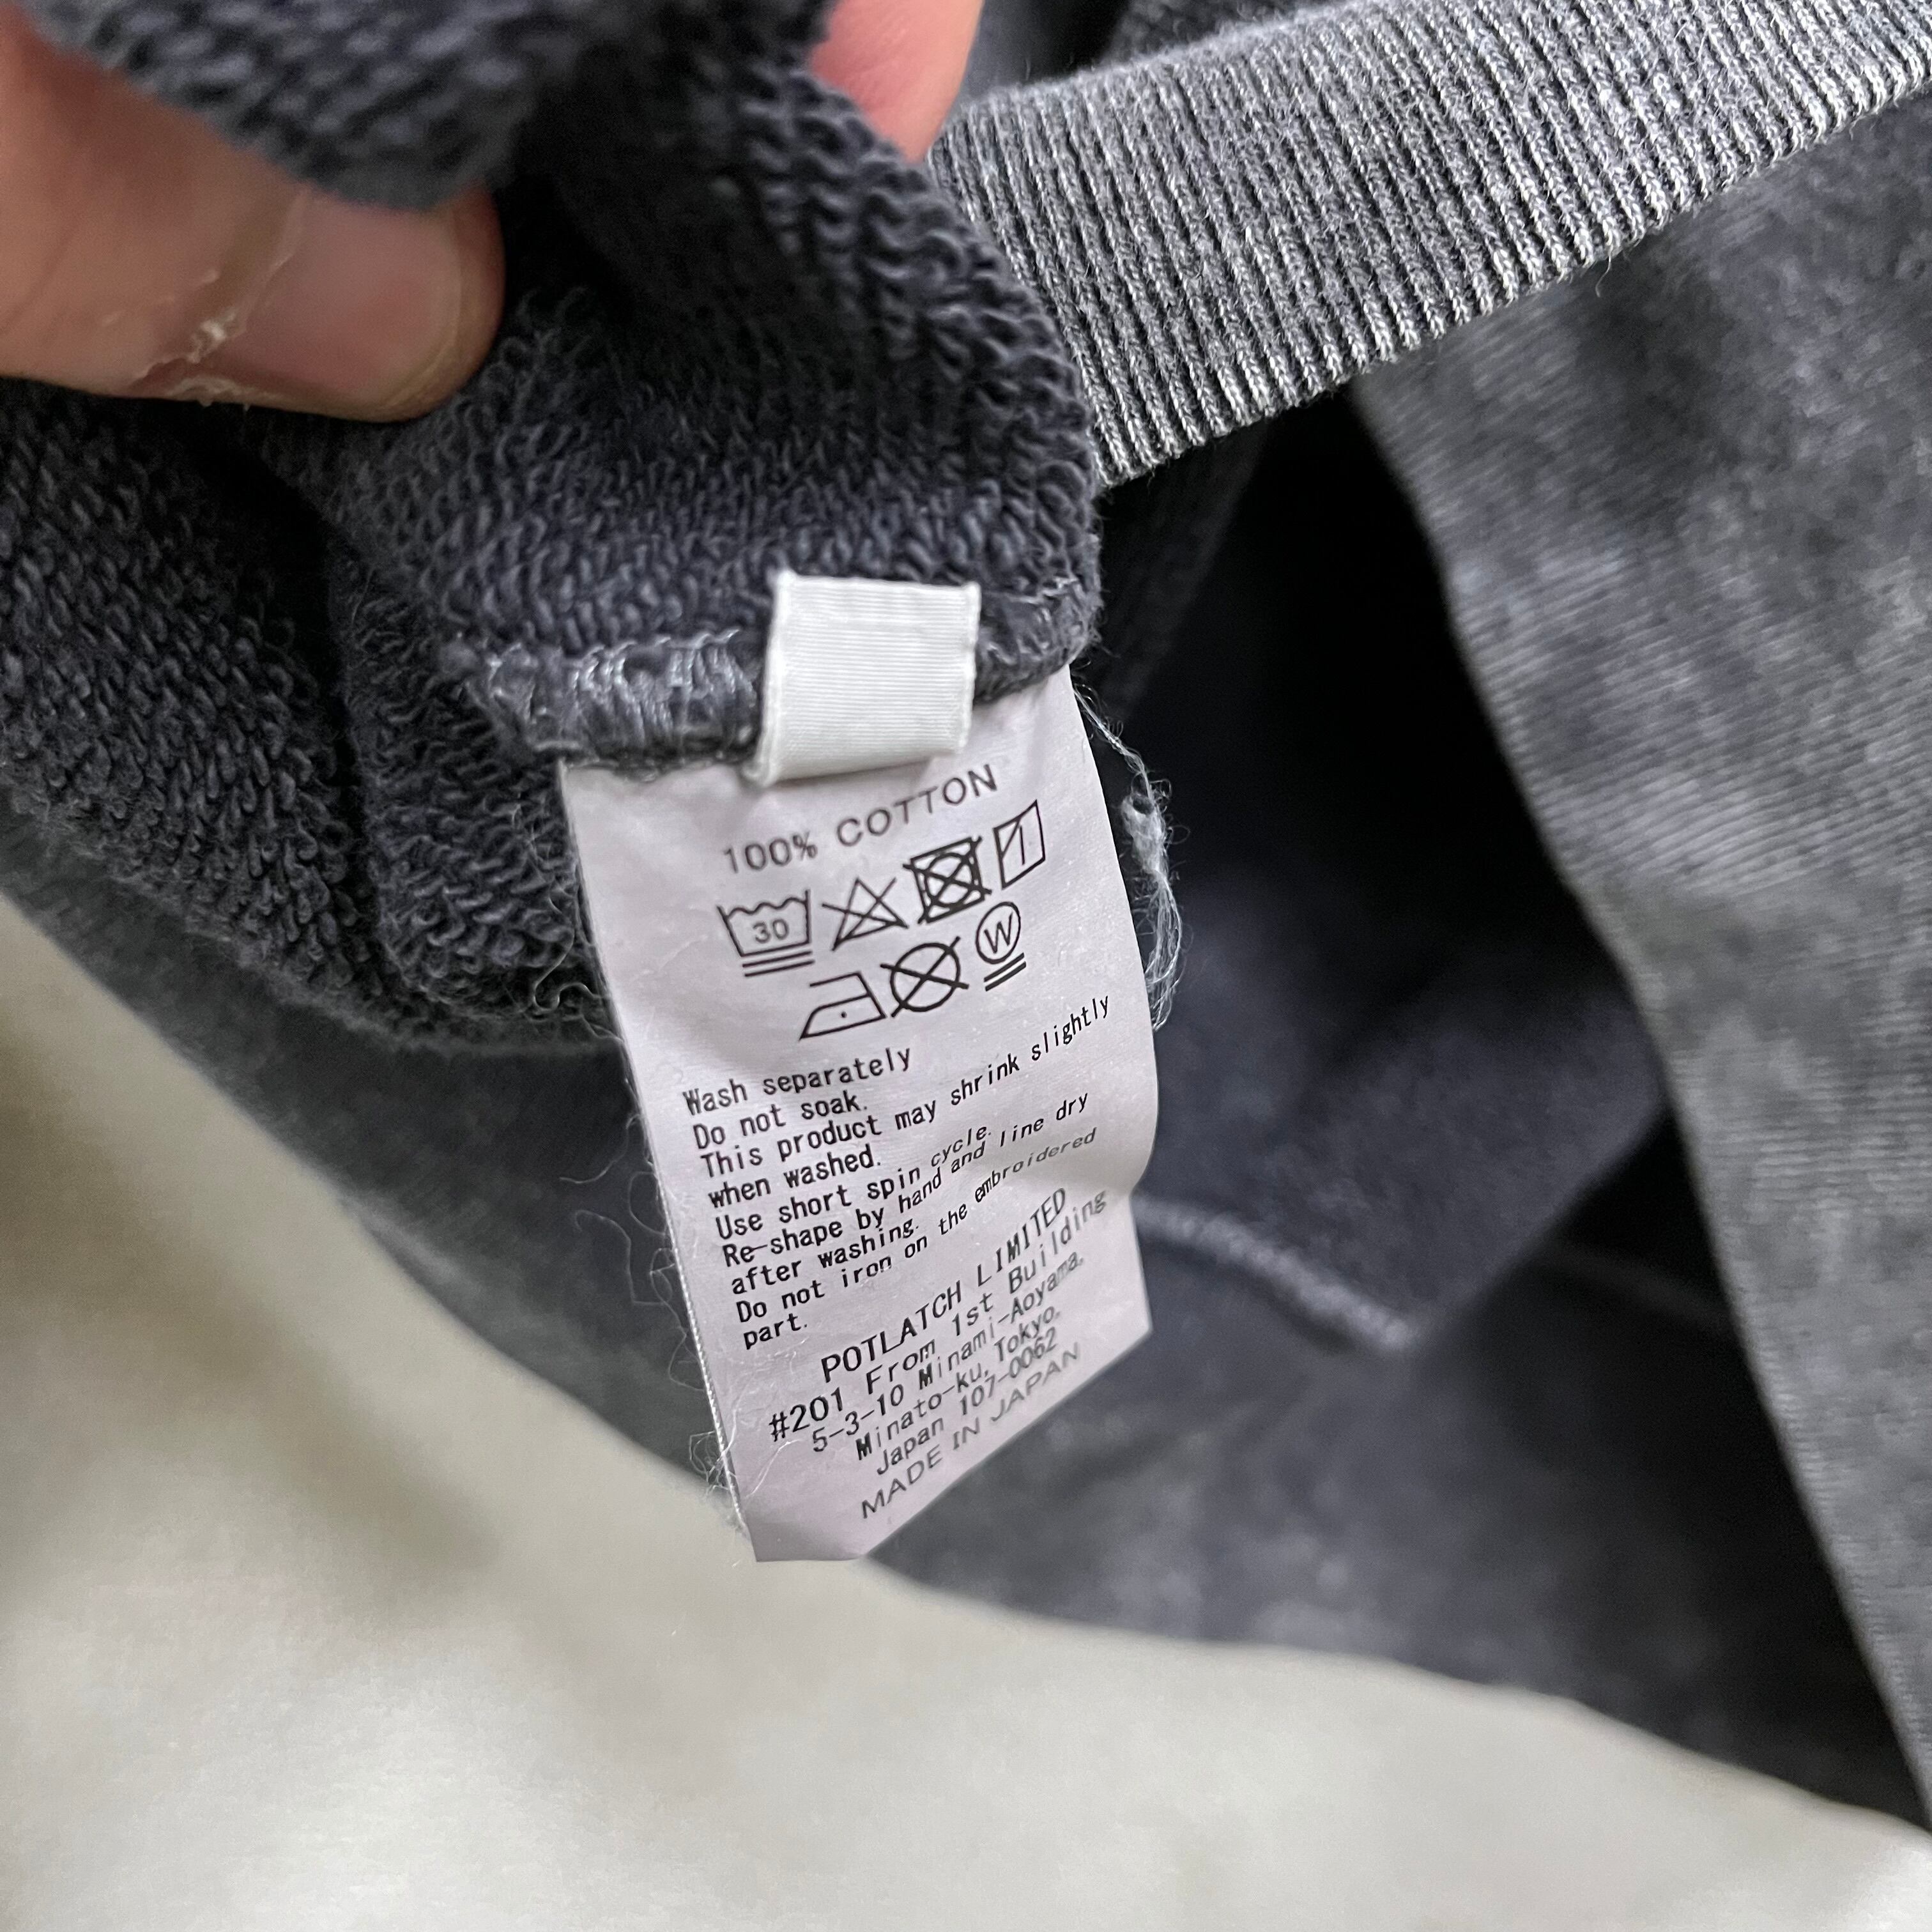 100% COTTON
30
W
Wash separately
Do not soak.
This product may shrink slightly
when washed.
Use short spin cycle.
Re-shape by hand and line dry
after washing.
Do not iron on the embroidered
part.
POTLATCH LIMITED
#201 From 1st Building
5-3-10 Minami-Aoyama,
Minato-ku, Tokyo,
Japan 107-0062
MADE IN JAPAN